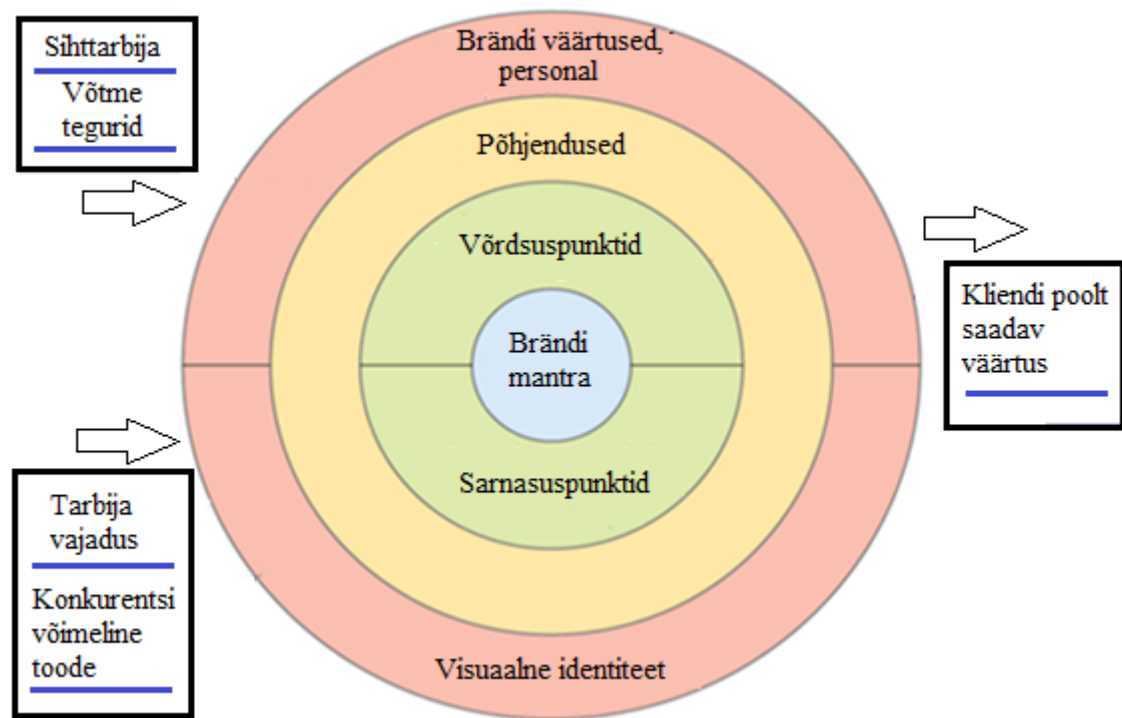 Sihttarbija
Võtme
tegurid
Brändi väärtused,
personal
Põhjendused
Võrdsuspunktid
Brändi
mantra
Sarnasuspunktid
Visuaalne identiteet
Tarbija
vajadus
Konkurentsi
võimeline
toode
Kliendi poolt
saadav
väärtus